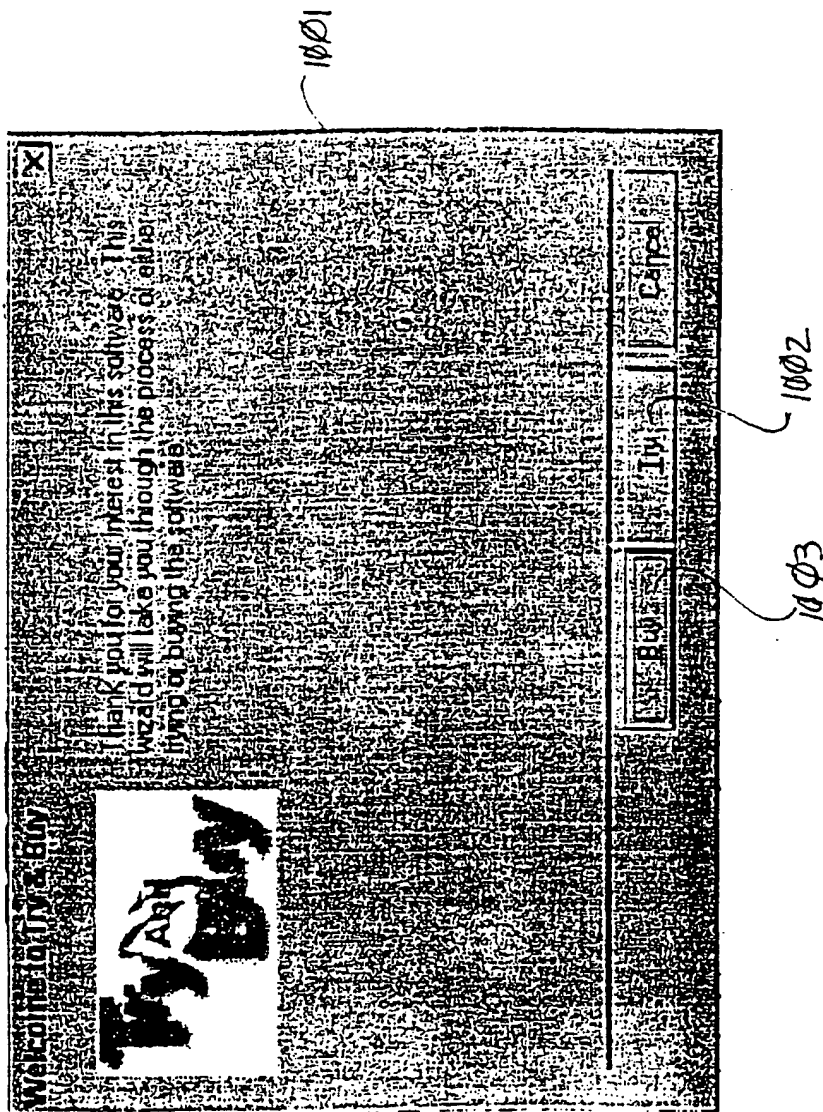 Welcome to Try & Buy
X
Try And Buy
Thank you for your interest in this software. This
wizard will take you through the process of either
trying or buying the software.
Buy
Try
Cancel
1001
1002
1003